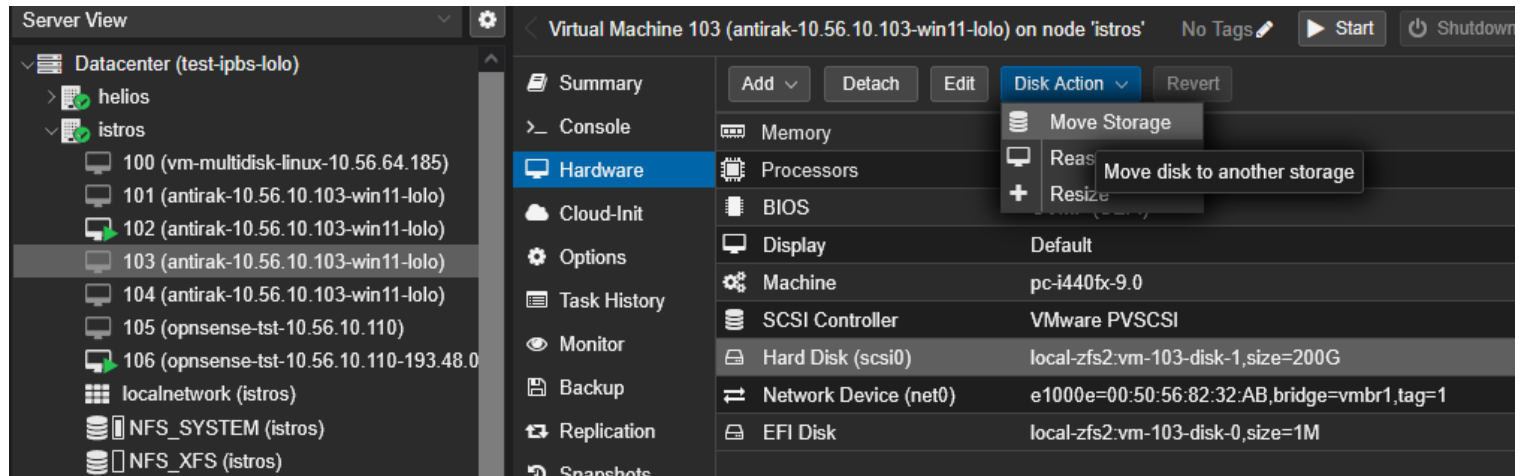 Server View
Datacenter (test-ipbs-lolo)
helios
istros
100 (vm-multidisk-linux-10.56.64.185)
101 (antirak-10.56.10.103-win11-lolo)
102 (antirak-10.56.10.103-win11-lolo)
103 (antirak-10.56.10.103-win11-lolo)
104 (antirak-10.56.10.103-win11-lolo)
105 (opnsense-tst-10.56.10.110)
106 (opnsense-tst-10.56.10.110-193.48.0
localnetwork (istros)
NFS_SYSTEM (istros)
NFS_XFS (istros)
Virtual Machine 103 (antirak-10.56.10.103-win11-lolo) on node 'istros' No Tags Start Shutdown
Summary
Console
Hardware
Cloud-Init
Options
Task History
Monitor
Backup
Replication
Snapshots
Add Detach Edit Disk Action Revert
Move Storage
Reas
Move disk to another storage
Resize
Memory
Processors
BIOS
Display Default
Machine pc-i440fx-9.0
SCSI Controller VMware PVSCSI
Hard Disk (scsi0) local-zfs2:vm-103-disk-1,size=200G
Network Device (net0) e1000e=00:50:56:82:32:AB,bridge=vmbr1,tag=1
EFI Disk local-zfs2:vm-103-disk-0,size=1M